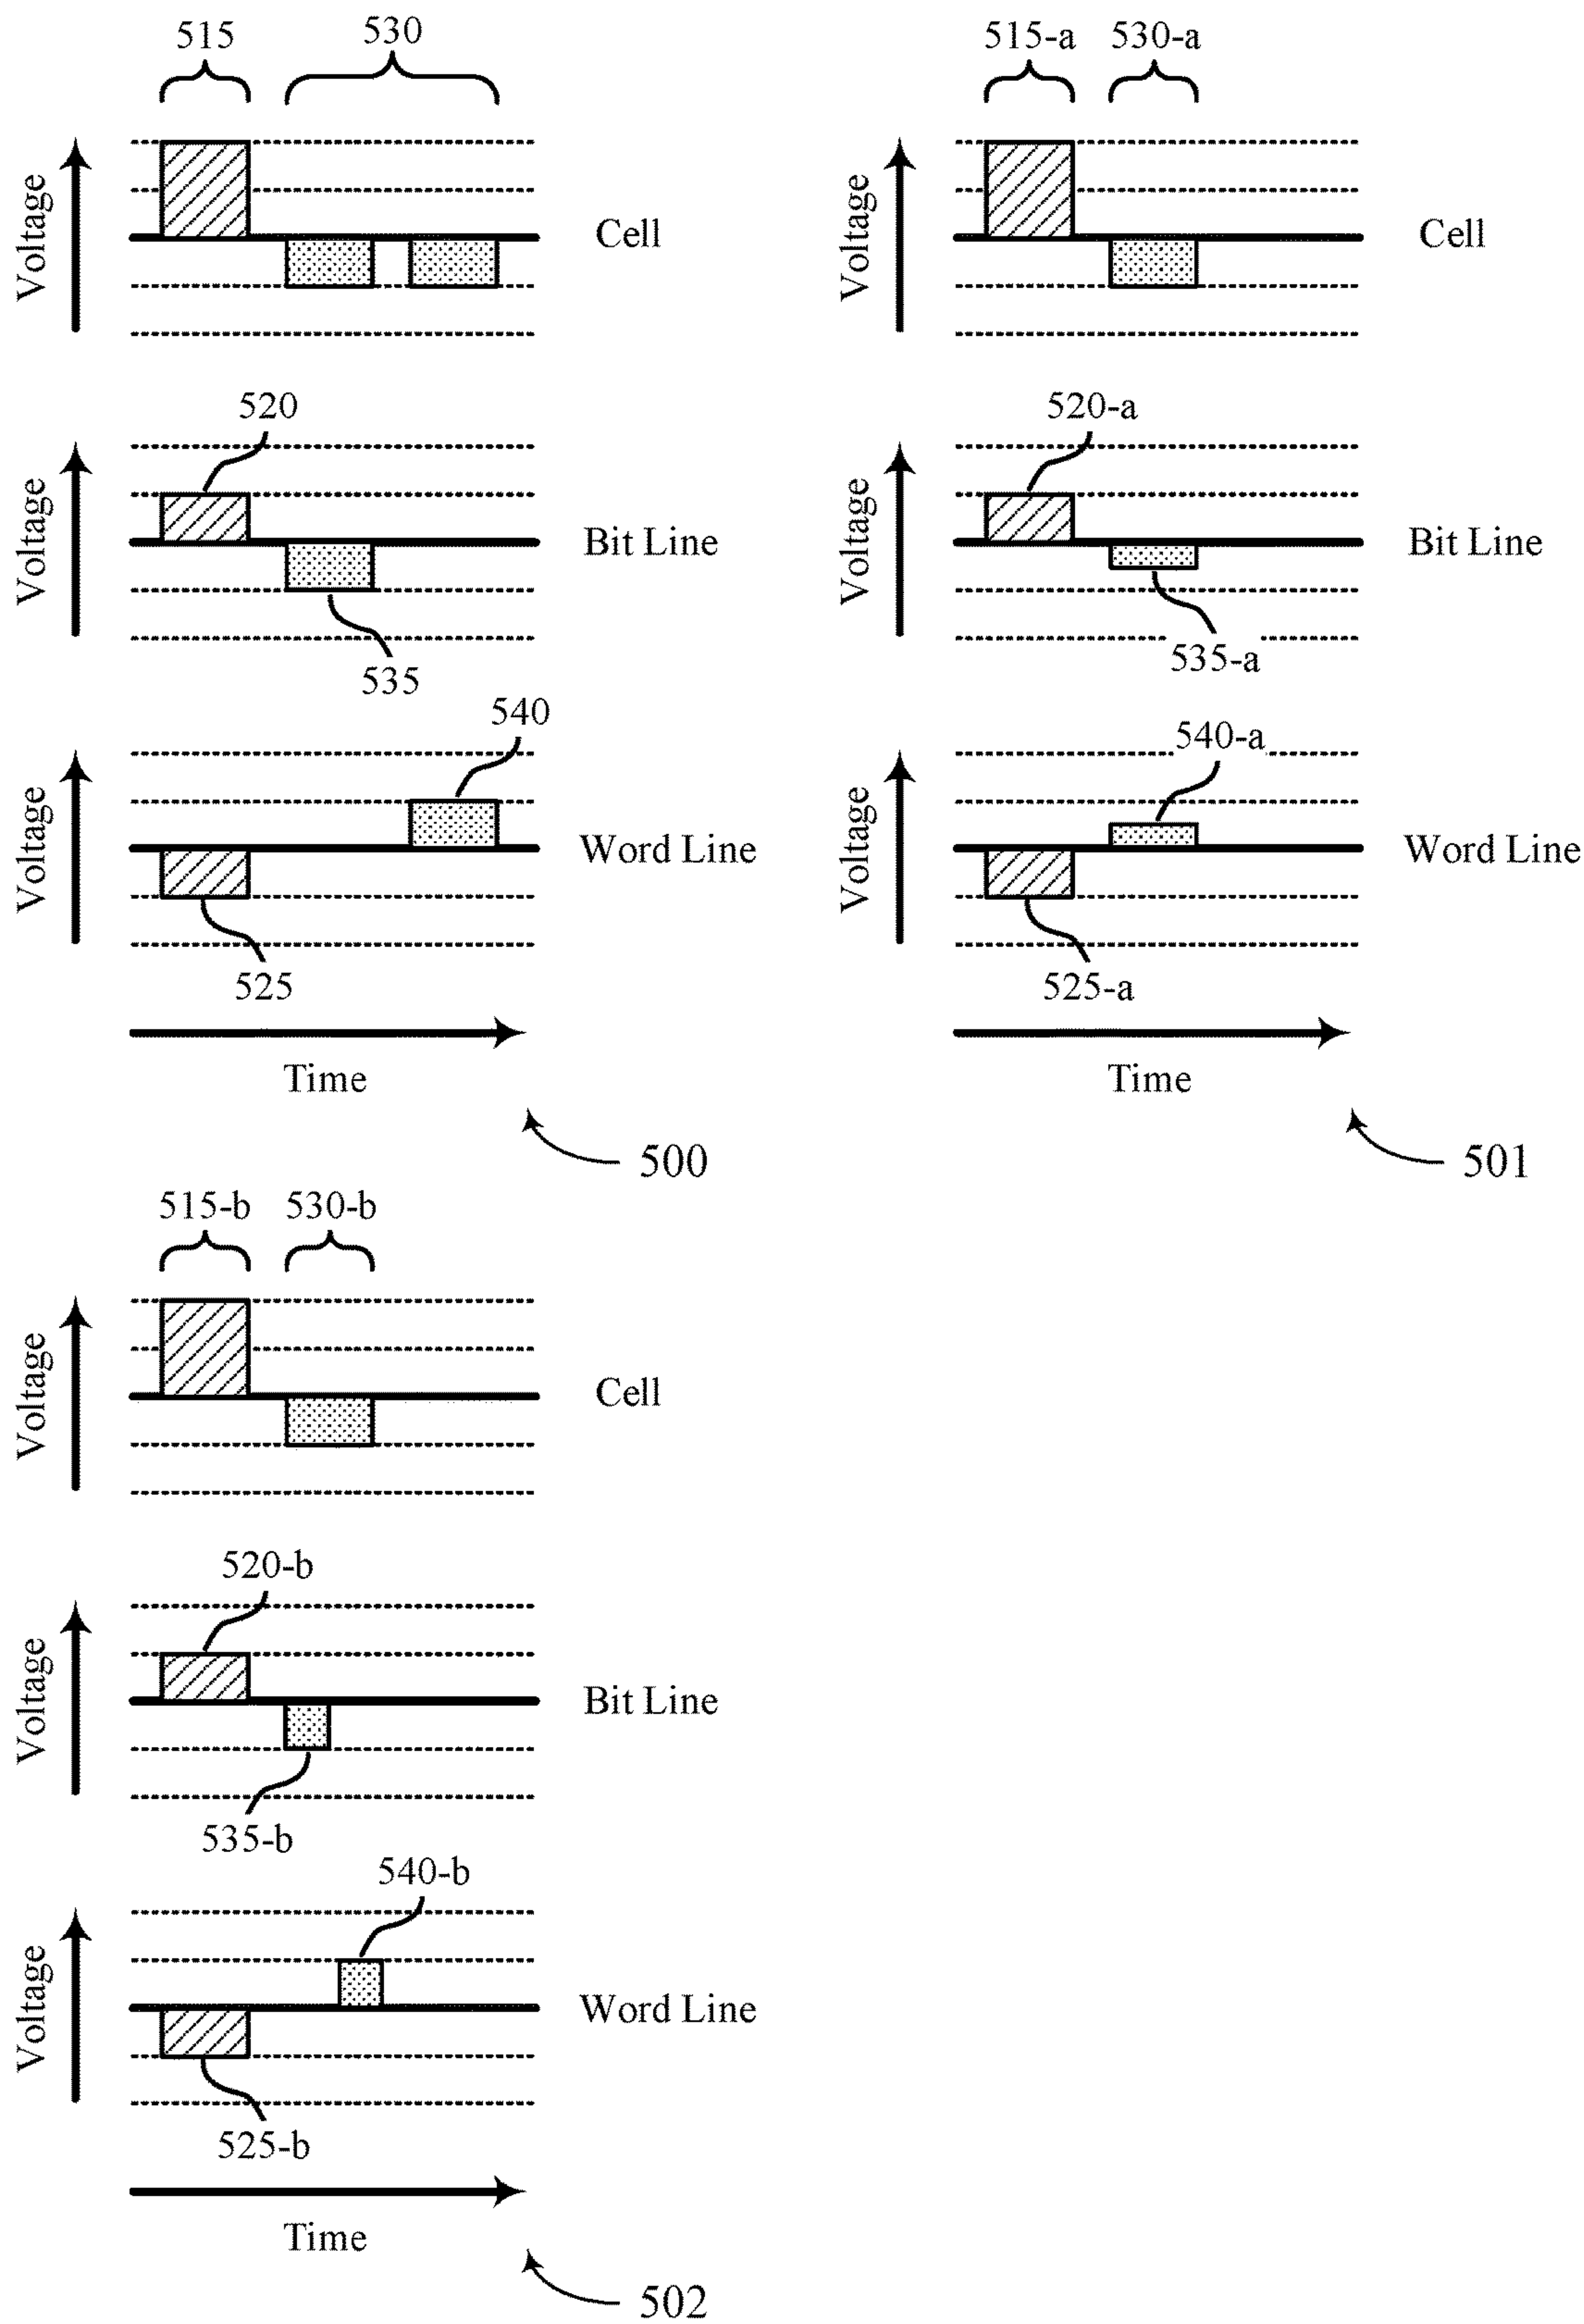 515
530
Voltage
Cell
520
Voltage
Bit Line
535
540
Voltage
Word Line
525
Time
500
515-a
530-a
Voltage
Cell
520-a
Voltage
Bit Line
535-a
540-a
Voltage
Word Line
525-a
Time
501
515-b
530-b
Voltage
Cell
520-b
Voltage
Bit Line
535-b
540-b
Voltage
Word Line
525-b
Time
502